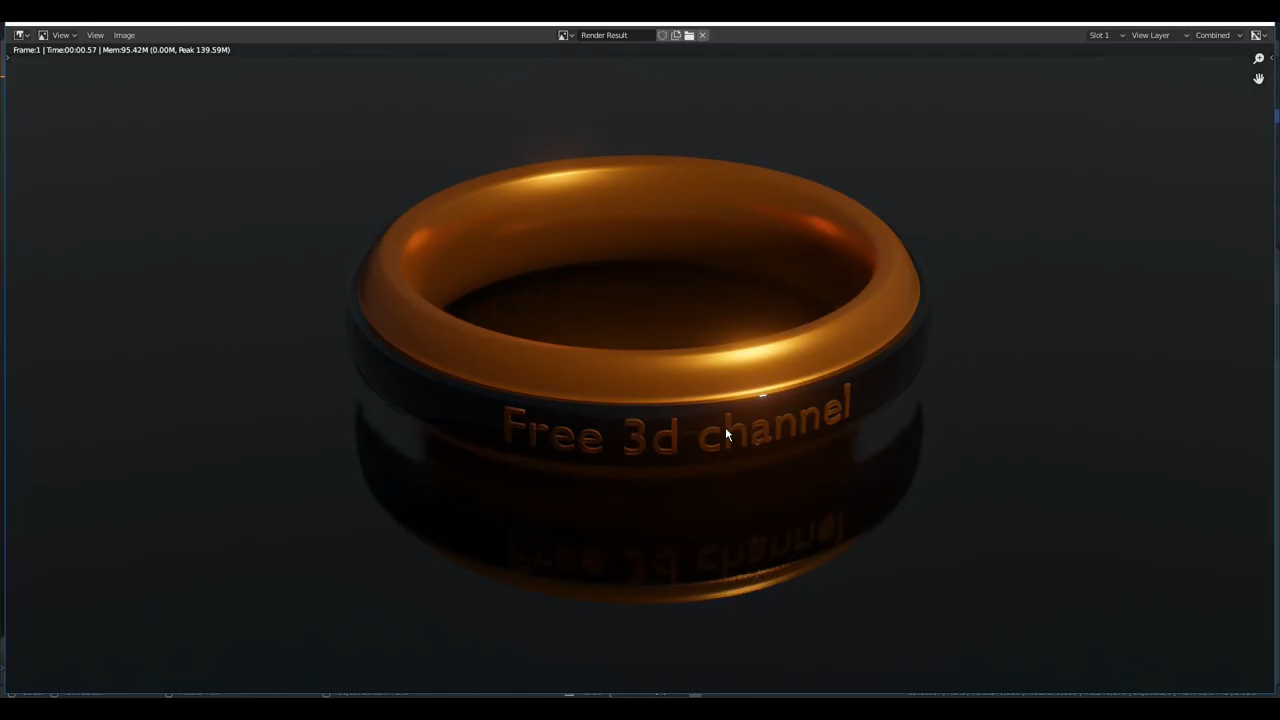 View View Image Render Result Slot 1 View Layer Combined
Frame:1 | Time:00:00.57 | Mem:95.42M (0.00M, Peak 139.59M)
Free 3d channel